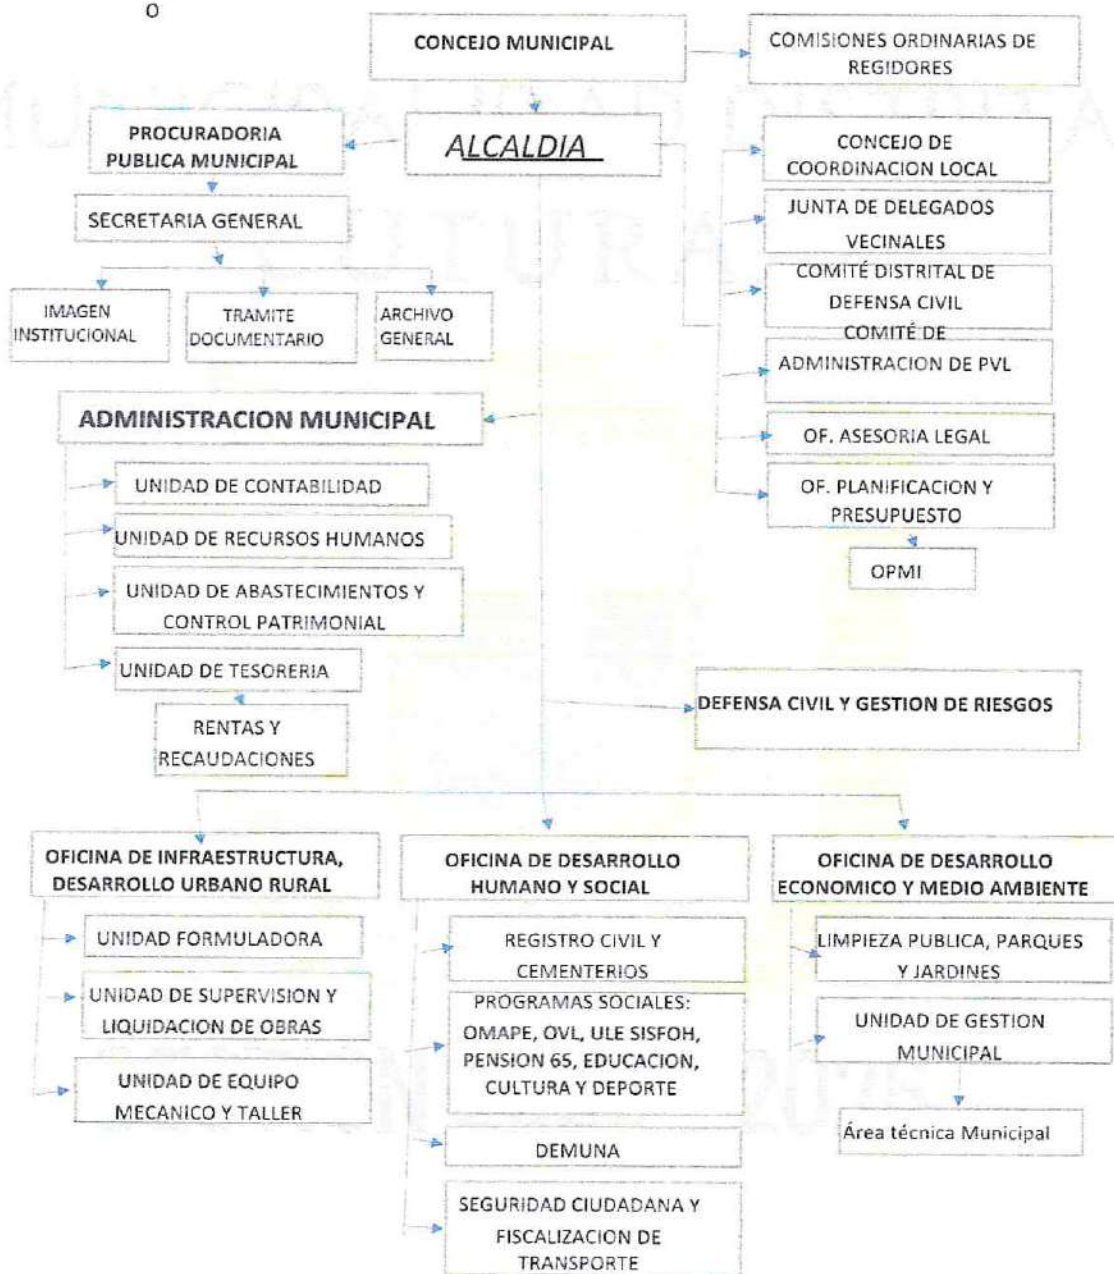 O
CONCEJO MUNICIPAL
COMISIONES ORDINARIAS DE
REGIDORES
PROCURADORIA
PUBLICA MUNICIPAL
ALCALDIA
CONCEJO DE
COORDINACION LOCAL
SECRETARIA GENERAL
JUNTA DE DELEGADOS
VECINALES
IMAGEN
INSTITUCIONAL
TRAMITE
DOCUMENTARIO
ARCHIVO
GENERAL
COMITÉ DISTRITAL DE
DEFENSA CIVIL
COMITÉ DE
ADMINISTRACION DE PVL
OF. ASESORIA LEGAL
OF. PLANIFICACION Y
PRESUPUESTO
OPMI
ADMINISTRACION MUNICIPAL
UNIDAD DE CONTABILIDAD
UNIDAD DE RECURSOS HUMANOS
UNIDAD DE ABASTECIMIENTOS Y
CONTROL PATRIMONIAL
UNIDAD DE TESORERIA
RENTAS Y
RECAUDACIONES
DEFENSA CIVIL Y GESTION DE RIESGOS
OFICINA DE INFRAESTRUCTURA,
DESARROLLO URBANO RURAL
UNIDAD FORMULADORA
UNIDAD DE SUPERVISION Y
LIQUIDACION DE OBRAS
UNIDAD DE EQUIPO
MECANICO Y TALLER
OFICINA DE DESARROLLO
HUMANO Y SOCIAL
REGISTRO CIVIL Y
CEMENTERIOS
PROGRAMAS SOCIALES:
OMAPE, OVL, ULE SISFOH,
PENSION 65, EDUCACION,
CULTURA Y DEPORTE
DEMUNA
SEGURIDAD CIUDADANA Y
FISCALIZACION DE
TRANSPORTE
OFICINA DE DESARROLLO
ECONOMICO Y MEDIO AMBIENTE
LIMPIEZA PUBLICA, PARQUES
Y JARDINES
UNIDAD DE GESTION
MUNICIPAL
Área técnica Municipal